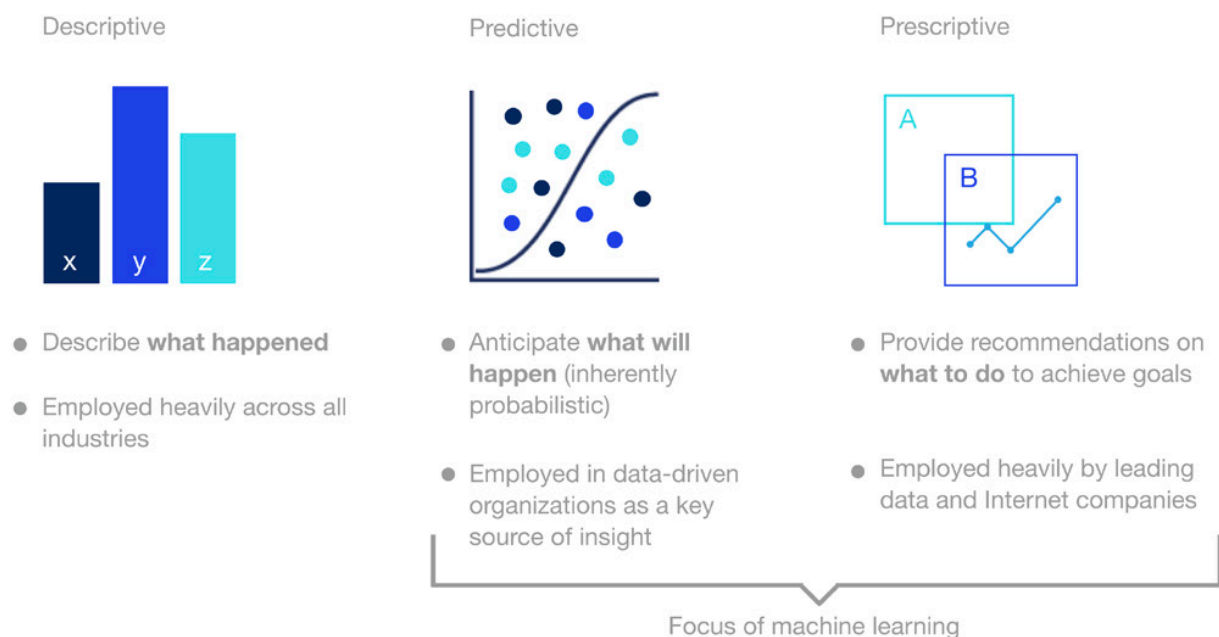 Descriptive
x
y
z
Describe what happened
Employed heavily across all
industries
Predictive
Anticipate what will
happen (inherently
probabilistic)
Employed in data-driven
organizations as a key
source of insight
Prescriptive
A
B
Provide recommendations on
what to do to achieve goals
Employed heavily by leading
data and Internet companies
Focus of machine learning